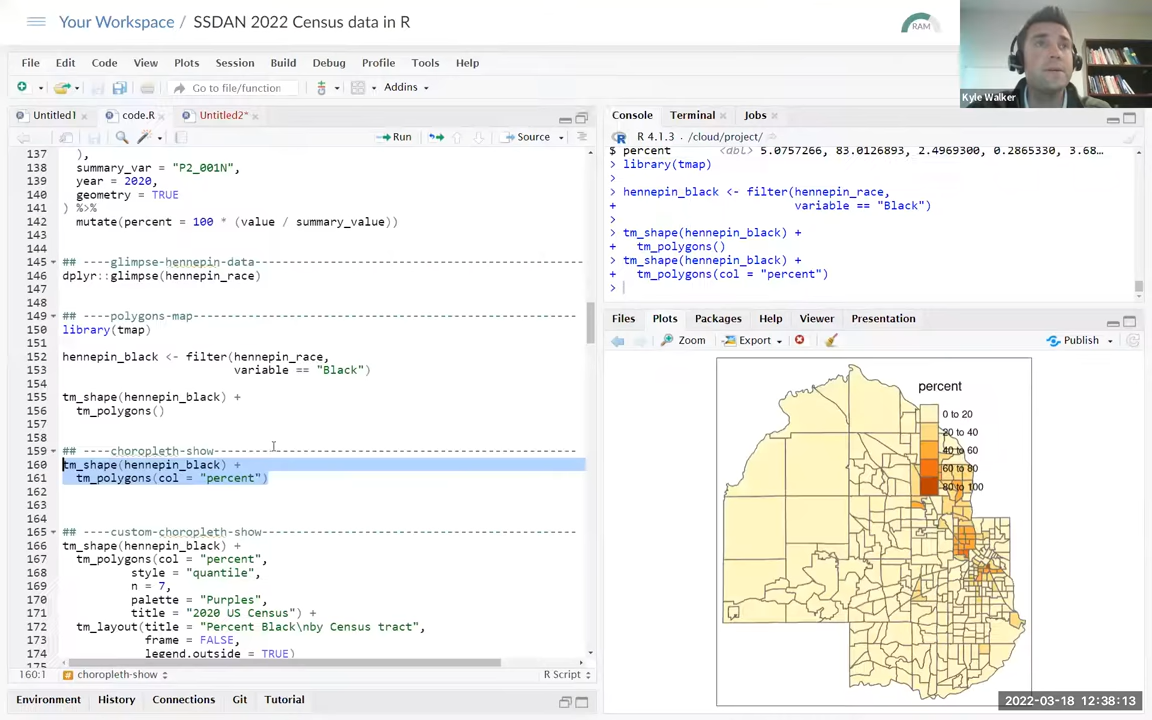 Your Workspace / SSDAN 2022 Census data in R
RAM
Kyle Walker
File Edit Code View Plots Session Build Debug Profile Tools Help
Go to file/function Addins
Untitled1 code.R Untitled2*
Run Source
137 ),
138 summary_var = "P2_001N",
139 year = 2020,
140 geometry = TRUE
141 ) %>%
142 mutate(percent = 100 * (value / summary_value))
143
144
145 ## ----glimpse-hennepin-data------------------------------------------------
146 dplyr::glimpse(hennepin_race)
147
148
149 ## ----polygons-map---------------------------------------------------------
150 library(tmap)
151
152 hennepin_black <- filter(hennepin_race,
153 variable == "Black")
154
155 tm_shape(hennepin_black) +
156 tm_polygons()
157
158
159 ## ----choropleth-show------------------------------------------------------
160 tm_shape(hennepin_black) +
161 tm_polygons(col = "percent")
162
163
164
165 ## ----custom-choropleth-show-----------------------------------------------
166 tm_shape(hennepin_black) +
167 tm_polygons(col = "percent",
168 style = "quantile",
169 n = 7,
170 palette = "Purples",
171 title = "2020 US Census") +
172 tm_layout(title = "Percent Black\nby Census tract",
173 frame = FALSE,
174 legend.outside = TRUE)
160:1 choropleth-show R Script
Environment History Connections Git Tutorial
Console Terminal Jobs
R 4.1.3 · /cloud/project/
$ percent <dbl> 5.0757266, 83.0126893, 2.4969300, 0.2865330, 3.68…
> library(tmap)
>
> hennepin_black <- filter(hennepin_race,
+ variable == "Black")
>
> tm_shape(hennepin_black) +
+ tm_polygons()
> tm_shape(hennepin_black) +
+ tm_polygons(col = "percent")
>
Files Plots Packages Help Viewer Presentation
Zoom Export Publish
percent
0 to 20
20 to 40
40 to 60
60 to 80
80 to 100
2022-03-18 12:38:13